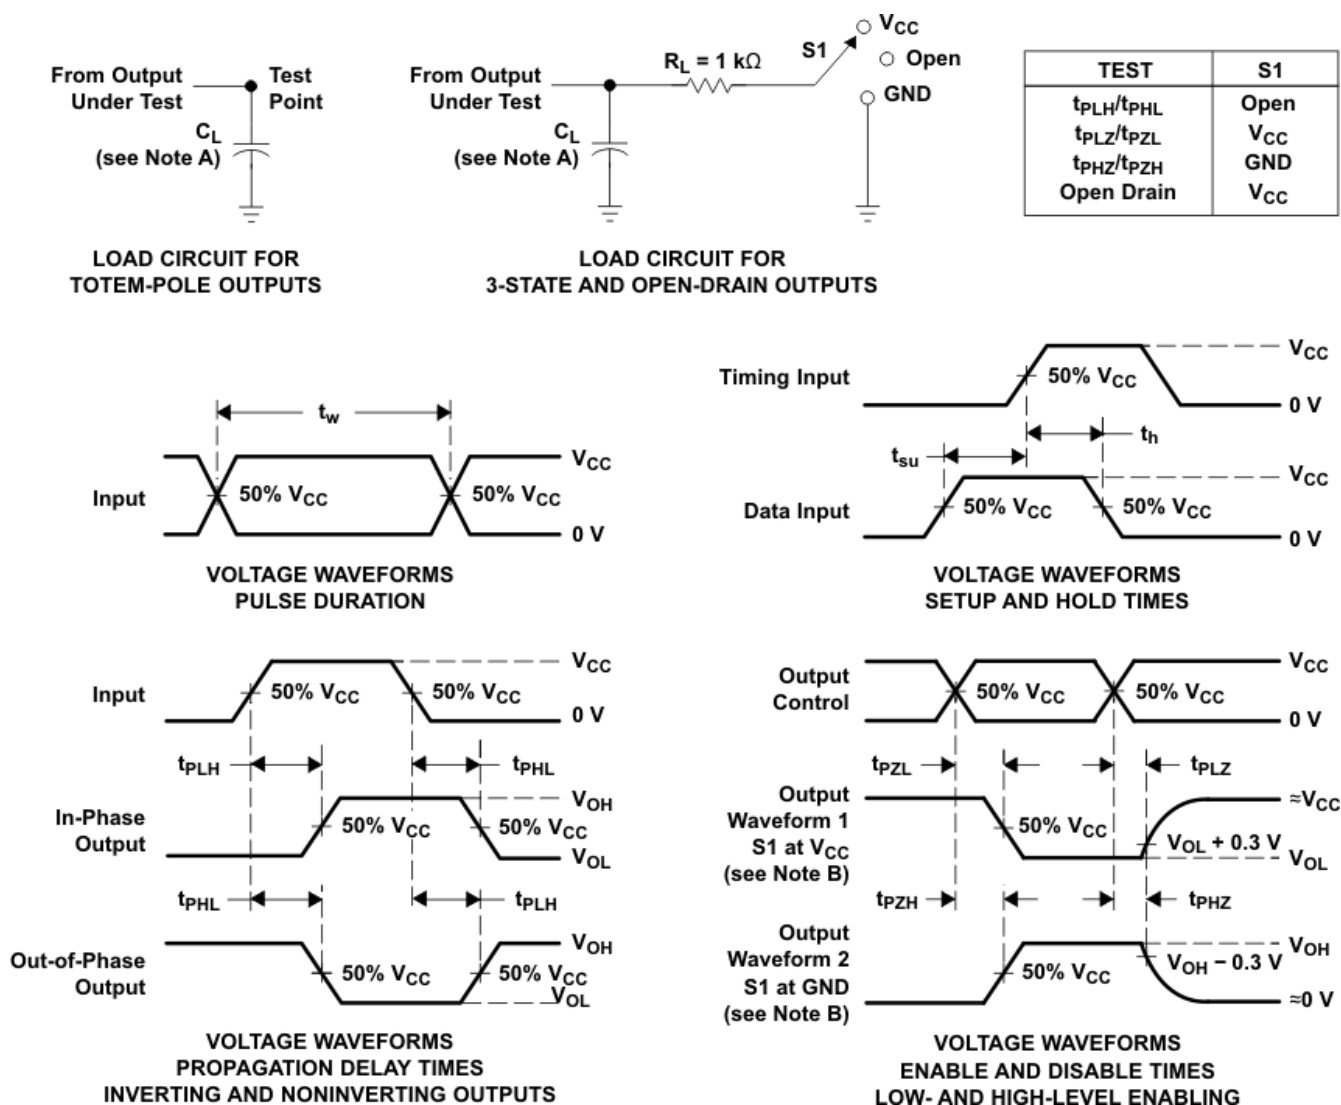 From Output
Under Test
Test
Point
C_L
(see Note A)
LOAD CIRCUIT FOR
TOTEM-POLE OUTPUTS
From Output
Under Test
R_L = 1 kΩ
S1
V_CC
Open
GND
C_L
(see Note A)
LOAD CIRCUIT FOR
3-STATE AND OPEN-DRAIN OUTPUTS
TEST S1
t_PLH/t_PHL Open
t_PLZ/t_PZL V_CC
t_PHZ/t_PZH GND
Open Drain V_CC
t_w
Input
50% V_CC
50% V_CC
V_CC
0 V
VOLTAGE WAVEFORMS
PULSE DURATION
Timing Input
50% V_CC
V_CC
0 V
t_su
t_h
Data Input
50% V_CC
50% V_CC
V_CC
0 V
VOLTAGE WAVEFORMS
SETUP AND HOLD TIMES
Input
50% V_CC
50% V_CC
V_CC
0 V
t_PLH
t_PHL
In-Phase
Output
50% V_CC
50% V_CC
V_OH
V_OL
t_PHL
t_PLH
Out-of-Phase
Output
50% V_CC
50% V_CC
V_OH
V_OL
VOLTAGE WAVEFORMS
PROPAGATION DELAY TIMES
INVERTING AND NONINVERTING OUTPUTS
Output
Control
50% V_CC
50% V_CC
V_CC
0 V
t_PZL
t_PLZ
Output
Waveform 1
S1 at V_CC
(see Note B)
50% V_CC
V_OL + 0.3 V
≈V_CC
V_OL
t_PZH
t_PHZ
Output
Waveform 2
S1 at GND
(see Note B)
50% V_CC
V_OH − 0.3 V
V_OH
≈0 V
VOLTAGE WAVEFORMS
ENABLE AND DISABLE TIMES
LOW- AND HIGH-LEVEL ENABLING